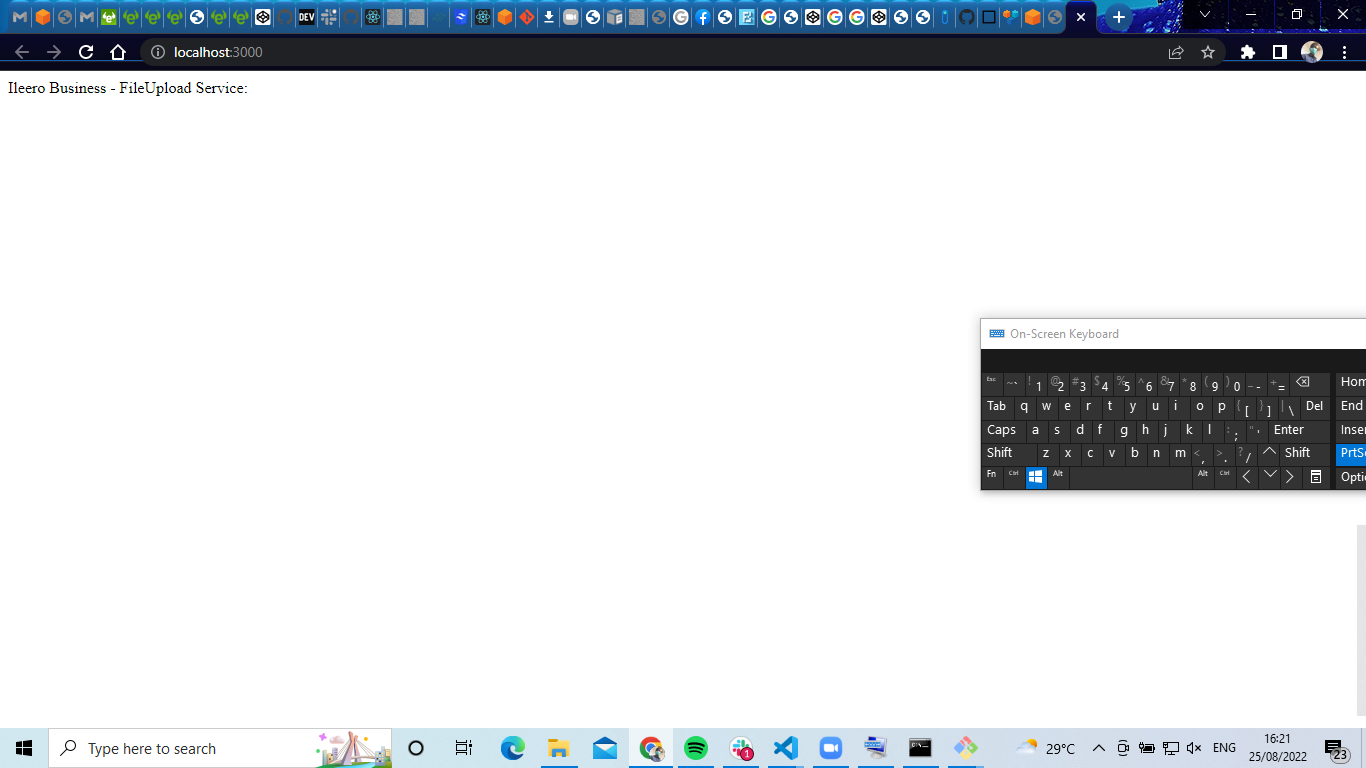 DEV
localhost:3000
Ileero Business - FileUpload Service:
On-Screen Keyboard
Esc ~ ` ! 1 @ 2 # 3 $ 4 % 5 ^ 6 & 7 * 8 ( 9 ) 0 _ - + = Hom
Tab q w e r t y u i o p { [ } ] | \ Del End
Caps a s d f g h j k l : ; " ' Enter Inser
Shift z x c v b n m < , > . ? / Shift PrtSc
Fn Ctrl Alt Alt Ctrl Optio
Type here to search
1
29°C
ENG
16:21
25/08/2022
23